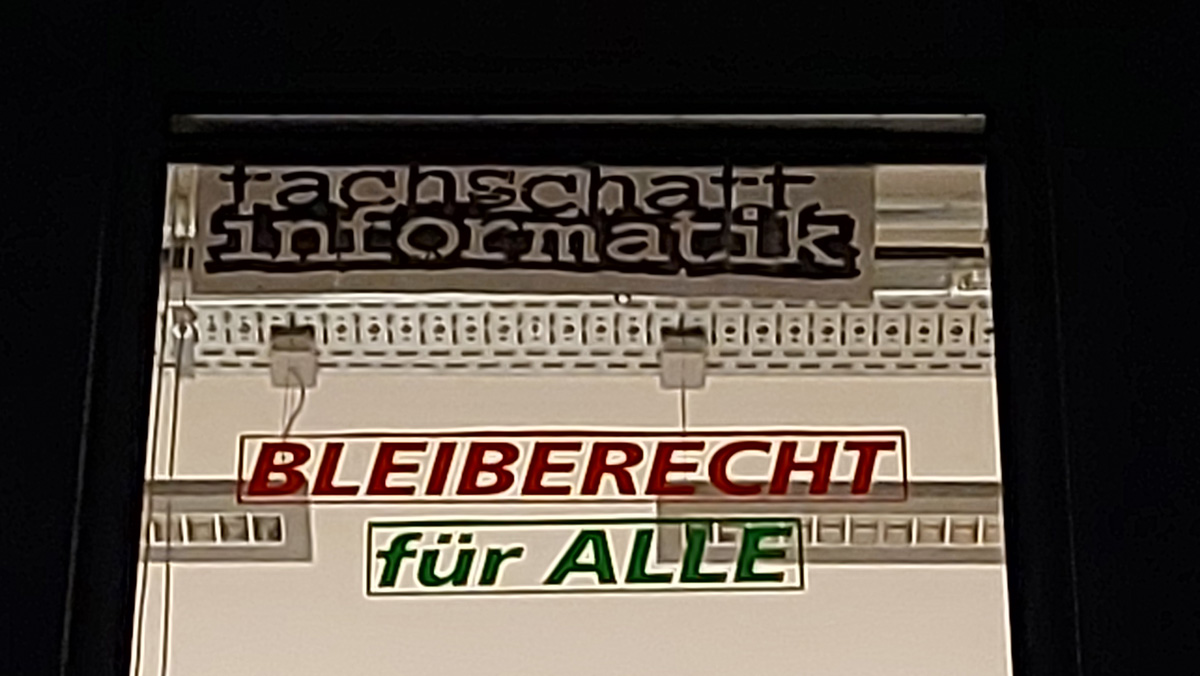 fachschaft
informatik
BLEIBERECHT
für ALLE